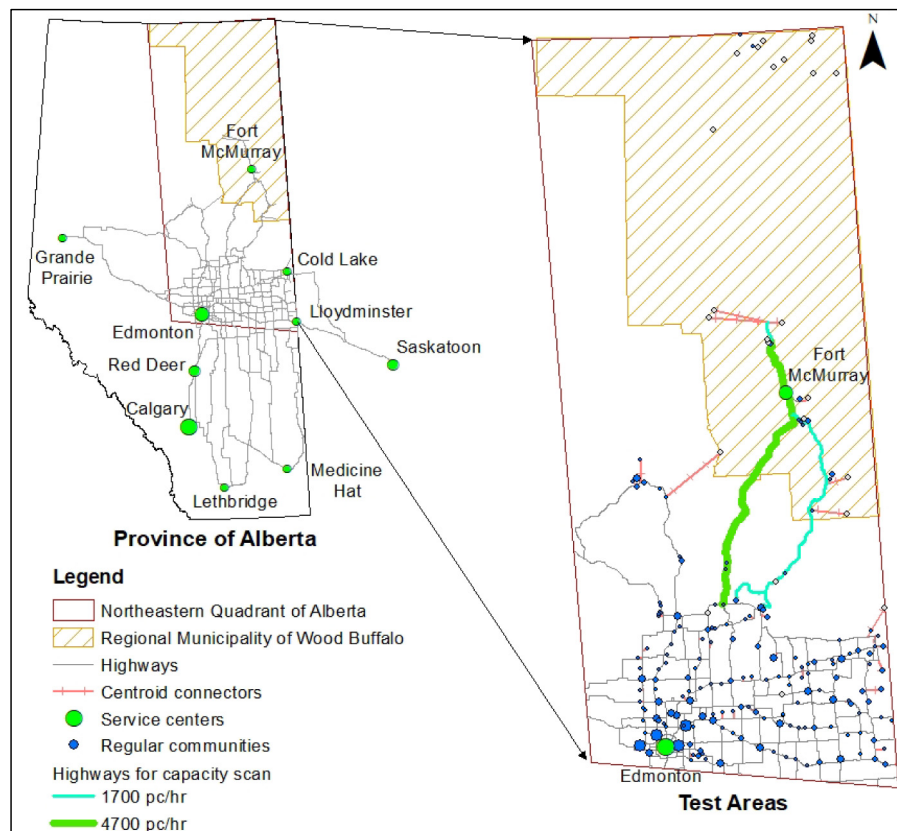 N
Fort
McMurray
Grande
Prairie
Cold Lake
Lloydminster
Edmonton
Saskatoon
Red Deer
Calgary
Medicine
Hat
Lethbridge
Province of Alberta
Fort
McMurray
Edmonton
Test Areas
Legend
Northeastern Quadrant of Alberta
Regional Municipality of Wood Buffalo
Highways
Centroid connectors
Service centers
Regular communities
Highways for capacity scan
1700 pc/hr
4700 pc/hr